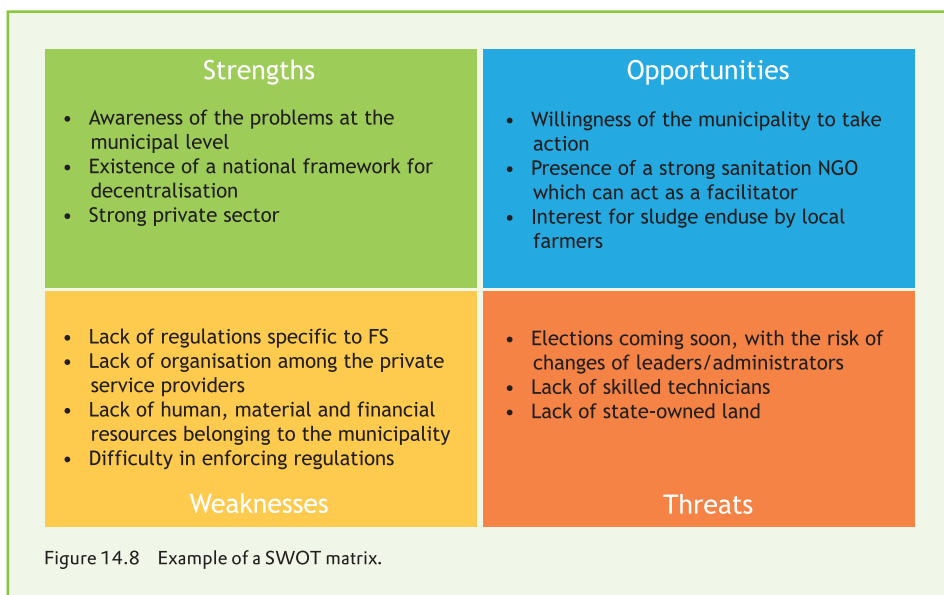 Strengths
• Awareness of the problems at the
municipal level
• Existence of a national framework for
decentralisation
• Strong private sector
Opportunities
• Willingness of the municipality to take
action
• Presence of a strong sanitation NGO
which can act as a facilitator
• Interest for sludge enduse by local
farmers
• Lack of regulations specific to FS
• Lack of organisation among the private
service providers
• Lack of human, material and financial
resources belonging to the municipality
• Difficulty in enforcing regulations
Weaknesses
• Elections coming soon, with the risk of
changes of leaders/administrators
• Lack of skilled technicians
• Lack of state-owned land
Threats
Figure 14.8 Example of a SWOT matrix.